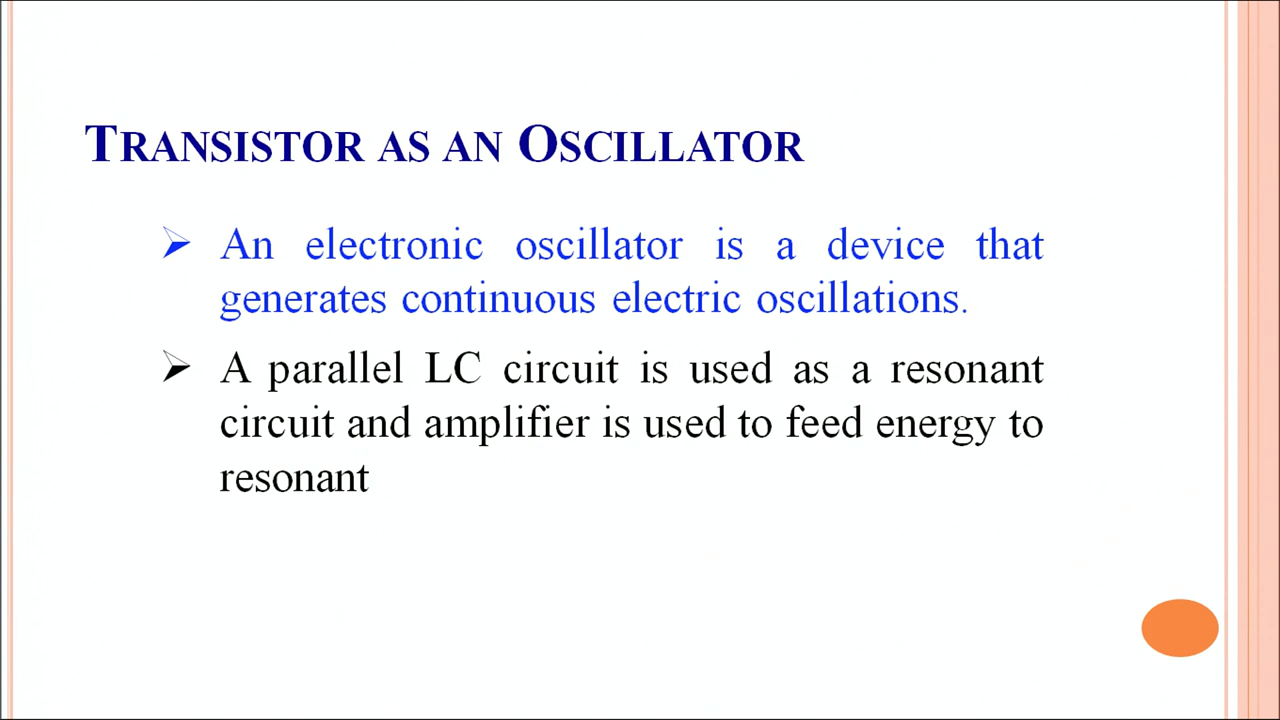 TRANSISTOR AS AN OSCILLATOR
➢ An electronic oscillator is a device that
generates continuous electric oscillations.
➢ A parallel LC circuit is used as a resonant
circuit and amplifier is used to feed energy to
resonant